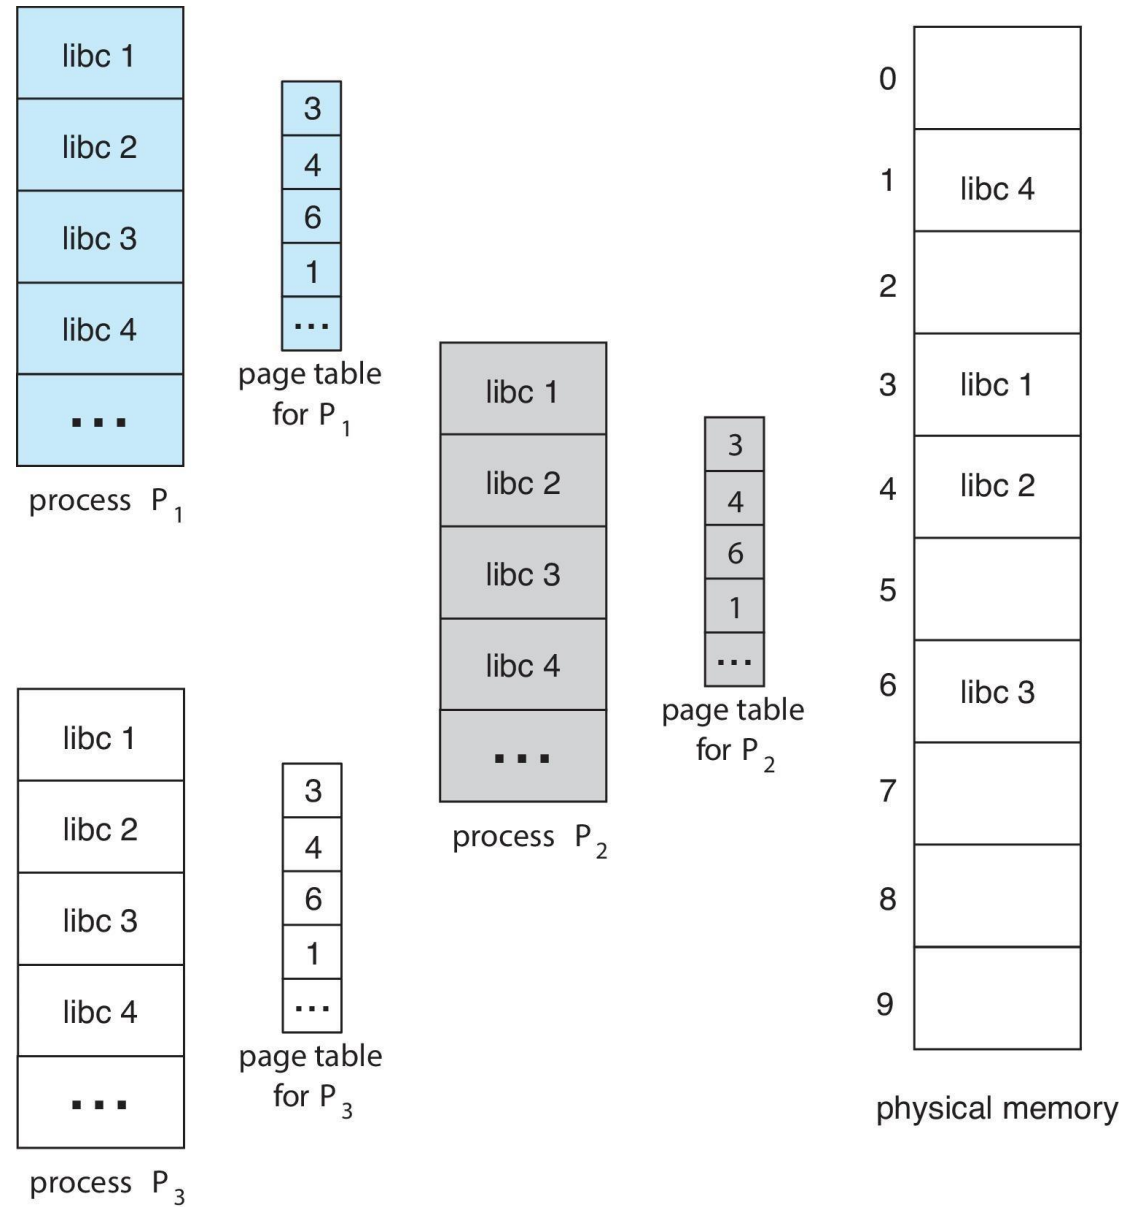 libc 1
libc 2
libc 3
libc 4
...
process P1
3
4
6
1
...
page table
for P1
libc 1
libc 2
libc 3
libc 4
...
process P2
3
4
6
1
...
page table
for P2
libc 1
libc 2
libc 3
libc 4
...
process P3
3
4
6
1
...
page table
for P3
0
1 libc 4
2
3 libc 1
4 libc 2
5
6 libc 3
7
8
9
physical memory